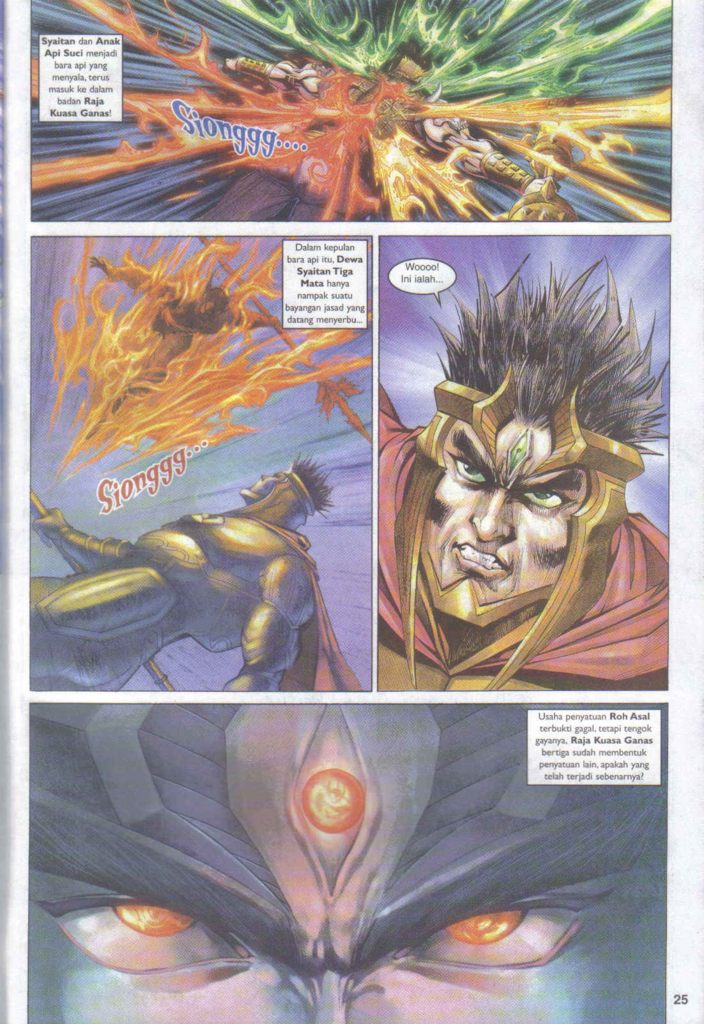 Syaitan dan Anak
Api Suci menjadi
bara api yang
menyala, terus
masuk ke dalam
badan Raja
Kuasa Ganas!
Sionggg....
Dalam kepulan
bara api itu, Dewa
Syaitan Tiga
Mata hanya
nampak suatu
bayangan jasad yang
datang menyerbu...
Sionggg...
Woooo!
Ini ialah...
Usaha penyatuan Roh Asal
terbukti gagal, tetapi tengok
gayanya, Raja Kuasa Ganas
bertiga sudah membentuk
penyatuan lain, apakah yang
telah terjadi sebenarnya?
25